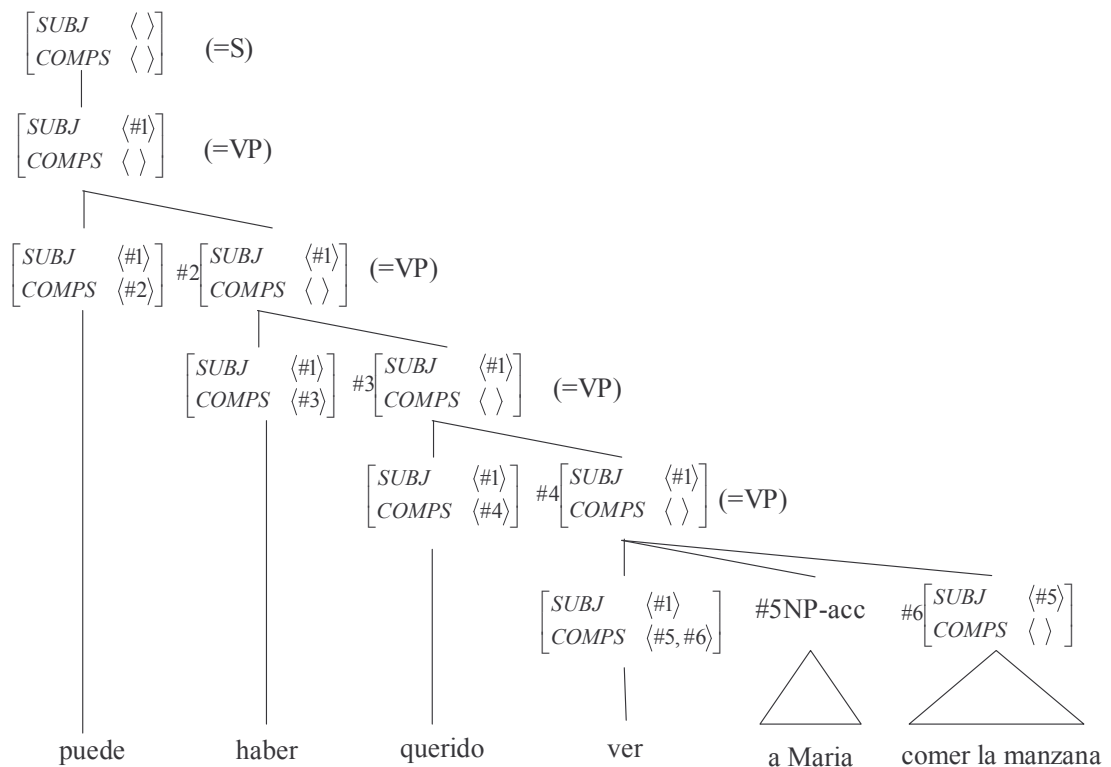 [SUBJ ⟨ ⟩
COMPS ⟨ ⟩] (=S)
[SUBJ ⟨#1⟩
COMPS ⟨ ⟩] (=VP)
[SUBJ ⟨#1⟩
COMPS ⟨#2⟩]
#2[SUBJ ⟨#1⟩
COMPS ⟨ ⟩] (=VP)
[SUBJ ⟨#1⟩
COMPS ⟨#3⟩]
#3[SUBJ ⟨#1⟩
COMPS ⟨ ⟩] (=VP)
[SUBJ ⟨#1⟩
COMPS ⟨#4⟩]
#4[SUBJ ⟨#1⟩
COMPS ⟨ ⟩] (=VP)
[SUBJ ⟨#1⟩
COMPS ⟨#5, #6⟩]
#5NP-acc
#6[SUBJ ⟨#5⟩
COMPS ⟨ ⟩]
puede haber querido ver a Maria comer la manzana